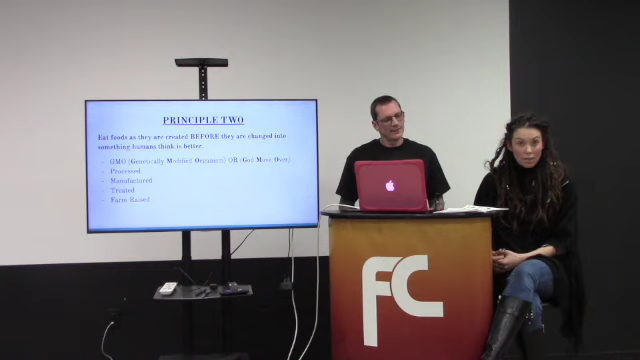 PRINCIPLE TWO
Eat foods as they are created BEFORE they are changed into
something humans think is better.
- GMO (Genetically Modified Organism) OR (God Move Over)
- Processed
- Manufactured
- Treated
- Farm Raised
FC